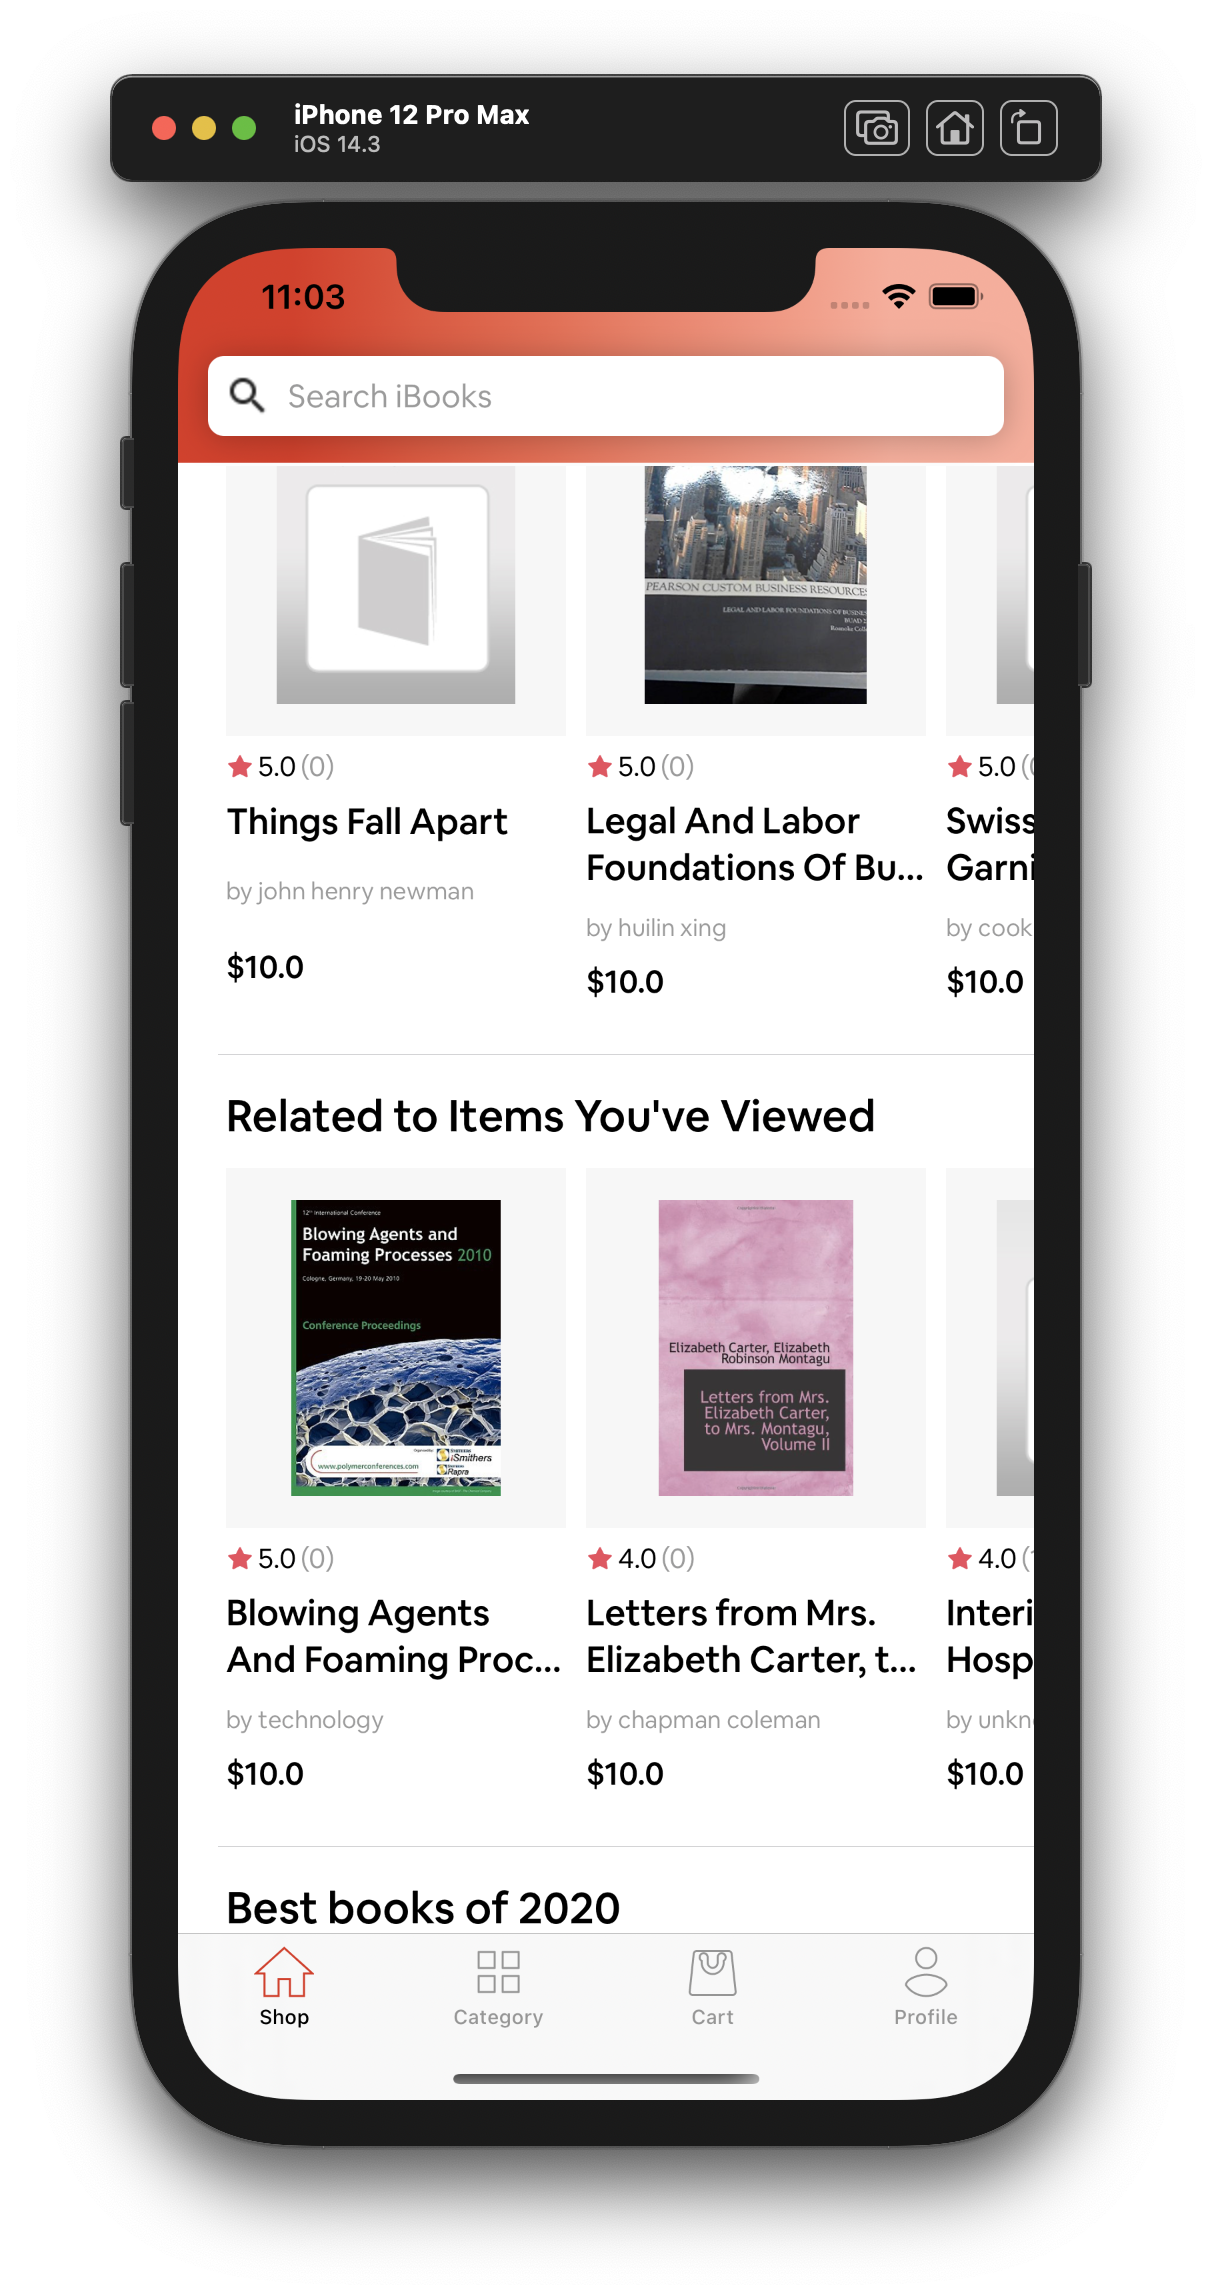 iPhone 12 Pro Max
iOS 14.3
11:03
Search iBooks
PEARSON CUSTOM BUSINESS RESOURCES
LEGAL AND LABOR FOUNDATIONS OF BUSINE
BUAD 2
Roanoke Colle
★ 5.0 (0)
Things Fall Apart
by john henry newman
$10.0
★ 5.0 (0)
Legal And Labor
Foundations Of Bu...
by huilin xing
$10.0
★ 5.0 (0
Swiss
Garni
by cook
$10.0
Related to Items You've Viewed
12th International Conference
Blowing Agents and
Foaming Processes 2010
Cologne, Germany, 19-20 May 2010
Conference Proceedings
www.polymerconferences.com
iSmithers
Rapra
★ 5.0 (0)
Blowing Agents
And Foaming Proc...
by technology
$10.0
Elizabeth Carter, Elizabeth
Robinson Montagu
Letters from Mrs.
Elizabeth Carter,
to Mrs. Montagu,
Volume II
★ 4.0 (0)
Letters from Mrs.
Elizabeth Carter, t...
by chapman coleman
$10.0
★ 4.0 (1
Interi
Hosp
by unkn
$10.0
Best books of 2020
Shop
Category
Cart
Profile